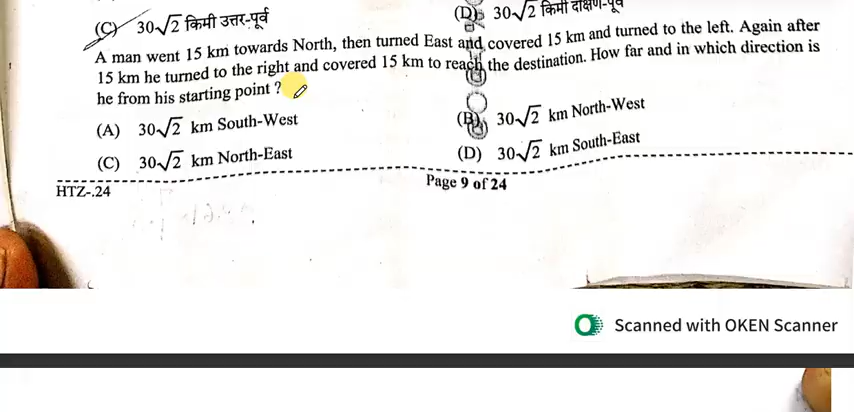 (C) 30√2 किमी उत्तर-पूर्व
(D) 30√2 किमी दक्षिण-पूर्व
A man went 15 km towards North, then turned East and covered 15 km and turned to the left. Again after
15 km he turned to the right and covered 15 km to reach the destination. How far and in which direction is
he from his starting point ?
(A) 30√2 km South-West
(B) 30√2 km North-West
(C) 30√2 km North-East
(D) 30√2 km South-East
HTZ-.24
Page 9 of 24
Scanned with OKEN Scanner